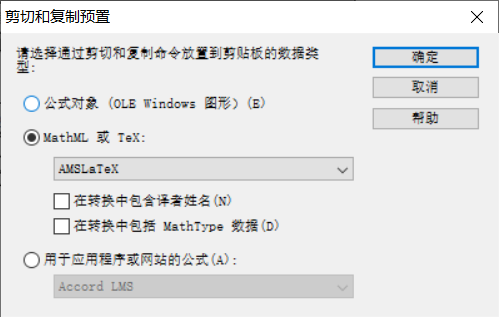 剪切和复制预置
请选择通过剪切和复制命令放置到剪贴板的数据类
型:
确定
取消
帮助
公式对象 (OLE Windows 图形)(E)
MathML 或 TeX:
AMSLaTeX
在转换中包含译者姓名(N)
在转换中包括 MathType 数据(D)
用于应用程序或网站的公式(A):
Accord LMS